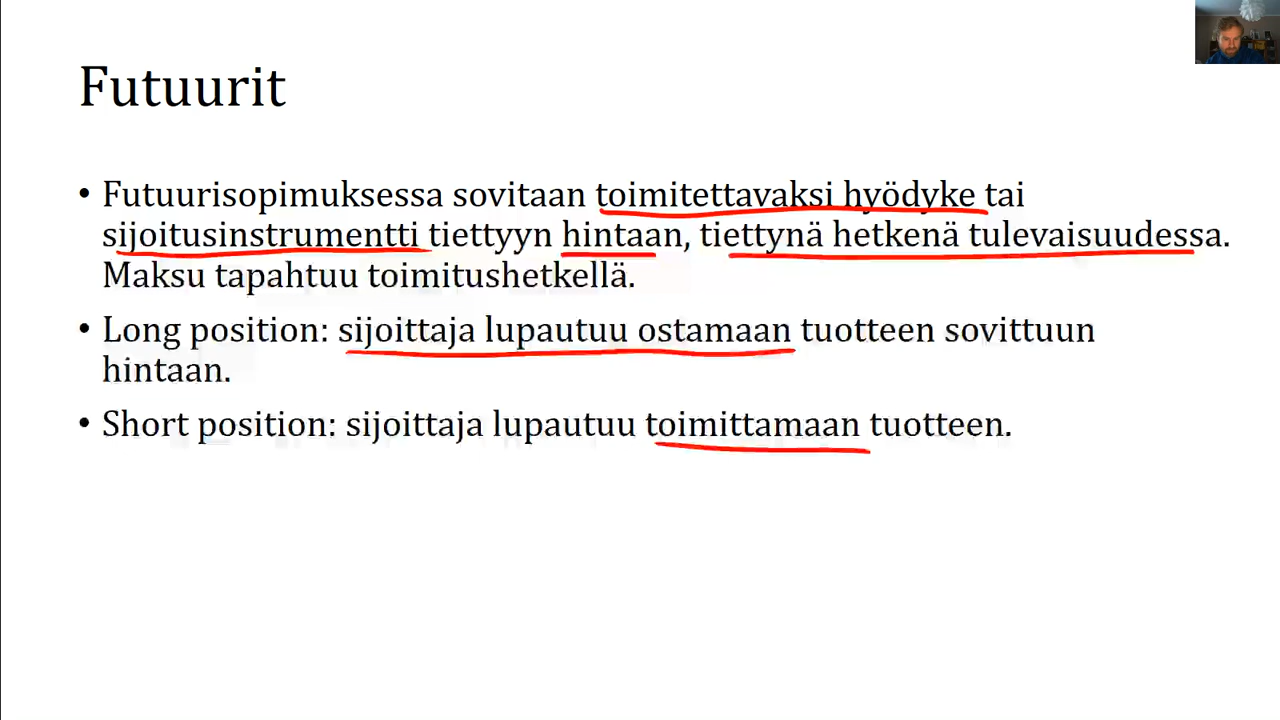 Futuurit
• Futuurisopimuksessa sovitaan toimitettavaksi hyödyke tai
sijoitusinstrumentti tiettyyn hintaan, tiettynä hetkenä tulevaisuudessa.
Maksu tapahtuu toimitushetkellä.
• Long position: sijoittaja lupautuu ostamaan tuotteen sovittuun
hintaan.
• Short position: sijoittaja lupautuu toimittamaan tuotteen.